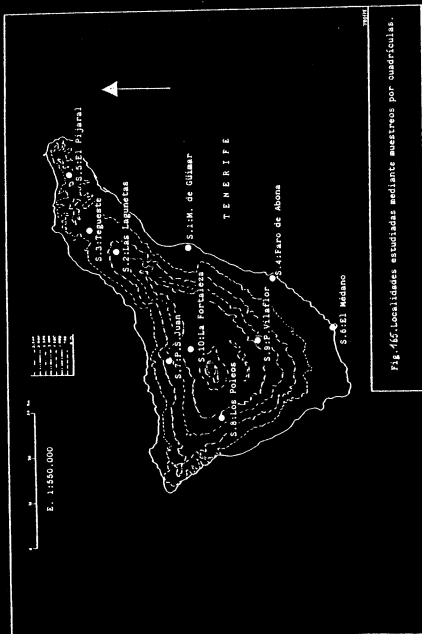 S.5:El Pijaral
S.3:Tegueste
S.2:Las Lagunetas
S.1:M. de Güímar
TENERIFE
S.7:P.S.Juan
S.10:La Fortaleza
S.4:Faro de Abona
S.9:P.Vilaflor
S.8:Los Poleos
S.6:El Médano
E. 1:550.000
Fig.165.Localidades estudiadas mediante muestreos por cuadrículas.